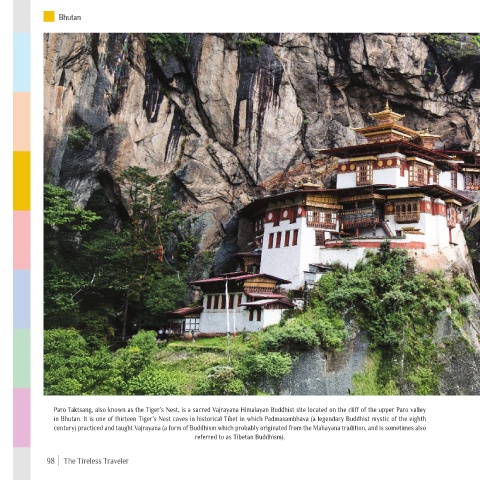 Bhutan
Paro Taktsang, also known as the Tiger's Nest, is a sacred Vajrayana Himalayan Buddhist site located on the cliff of the upper Paro valley
in Bhutan. It is one of thirteen Tiger's Nest caves in historical Tibet in which Padmasambhava (a legendary Buddhist mystic of the eighth
century) practiced and taught Vajrayana (a form of Buddhism which probably originated from the Mahayana tradition, and is sometimes also
referred to as Tibetan Buddhism).
98 | The Tireless Traveler